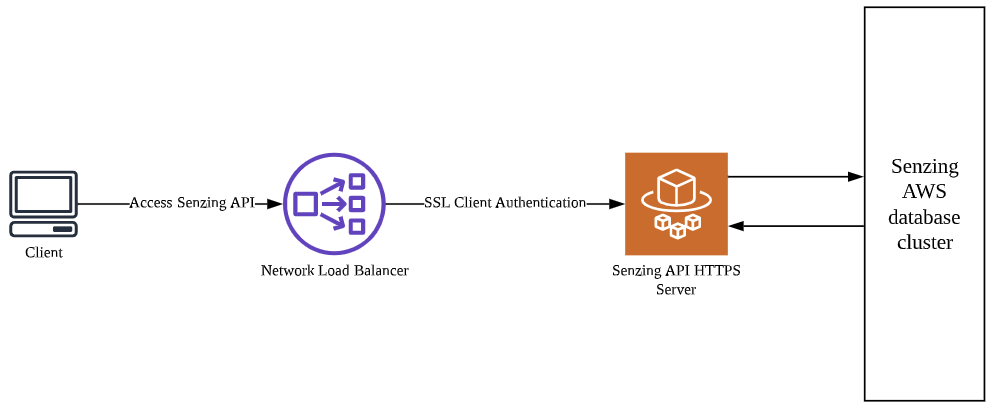 Client
Access Senzing API
Network Load Balancer
SSL Client Authentication
Senzing API HTTPS
Server
Senzing
AWS
database
cluster